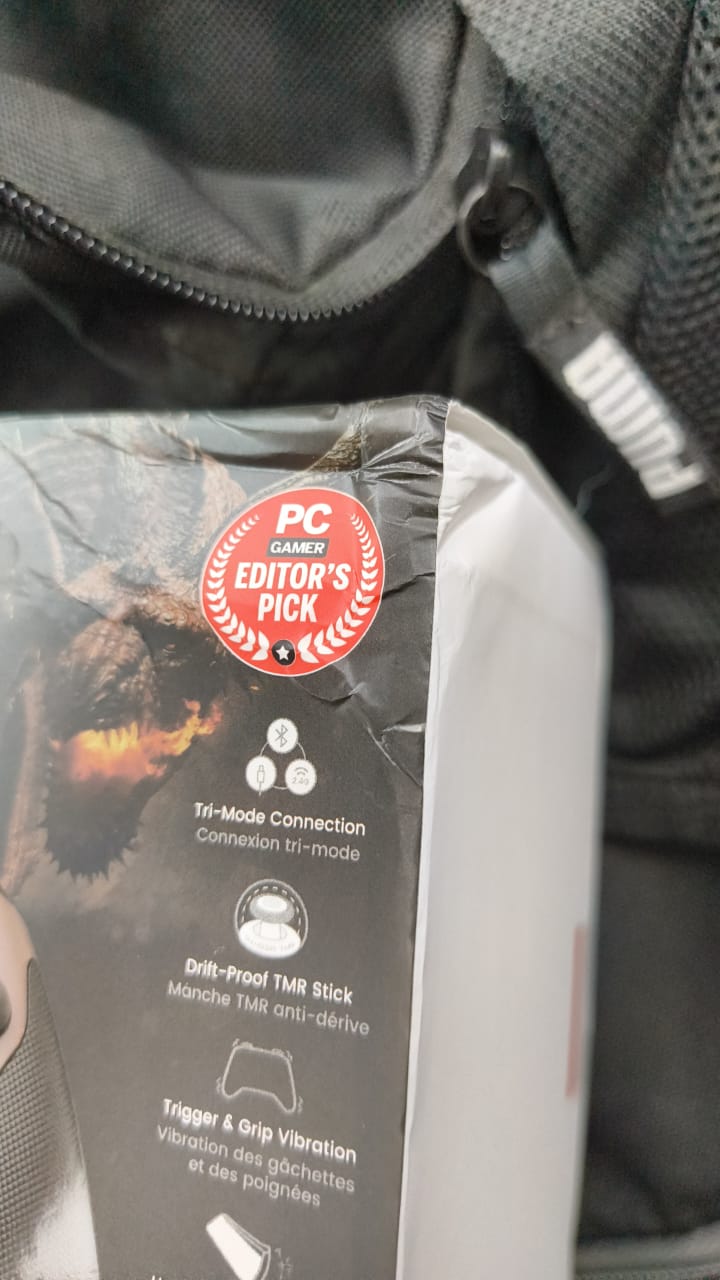 PUMA
PC
GAMER
EDITOR'S
PICK
2.4G
Tri-Mode Connection
Connexion tri-mode
Drift-Proof TMR Stick
Manche TMR anti-dérive
Trigger & Grip Vibration
Vibration des gâchettes
et des poignées